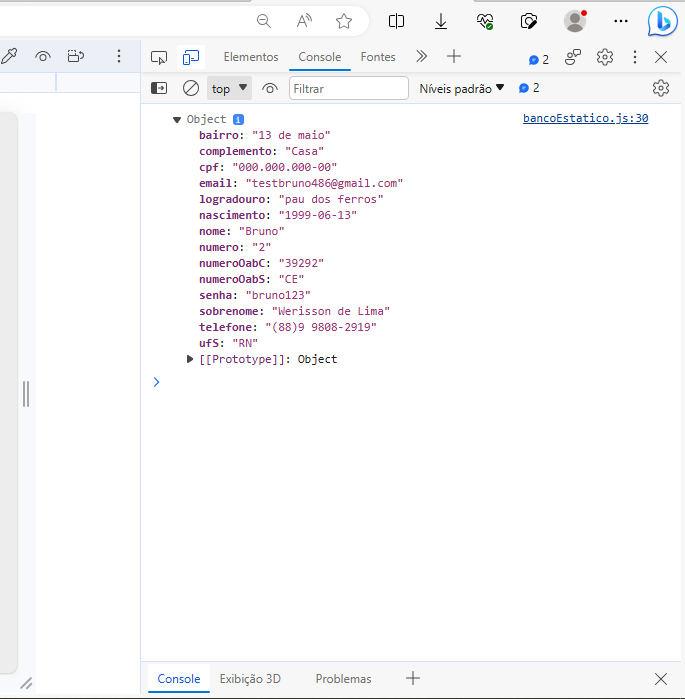 Elementos Console Fontes 2
top Filtrar Níveis padrão 2
Object bancoEstatico.js:30
bairro: "13 de maio"
complemento: "Casa"
cpf: "000.000.000-00"
email: "testbruno486@gmail.com"
logradouro: "pau dos ferros"
nascimento: "1999-06-13"
nome: "Bruno"
numero: "2"
numeroOabC: "39292"
numeroOabS: "CE"
senha: "bruno123"
sobrenome: "Werisson de Lima"
telefone: "(88)9 9808-2919"
ufS: "RN"
[[Prototype]]: Object
Console Exibição 3D Problemas